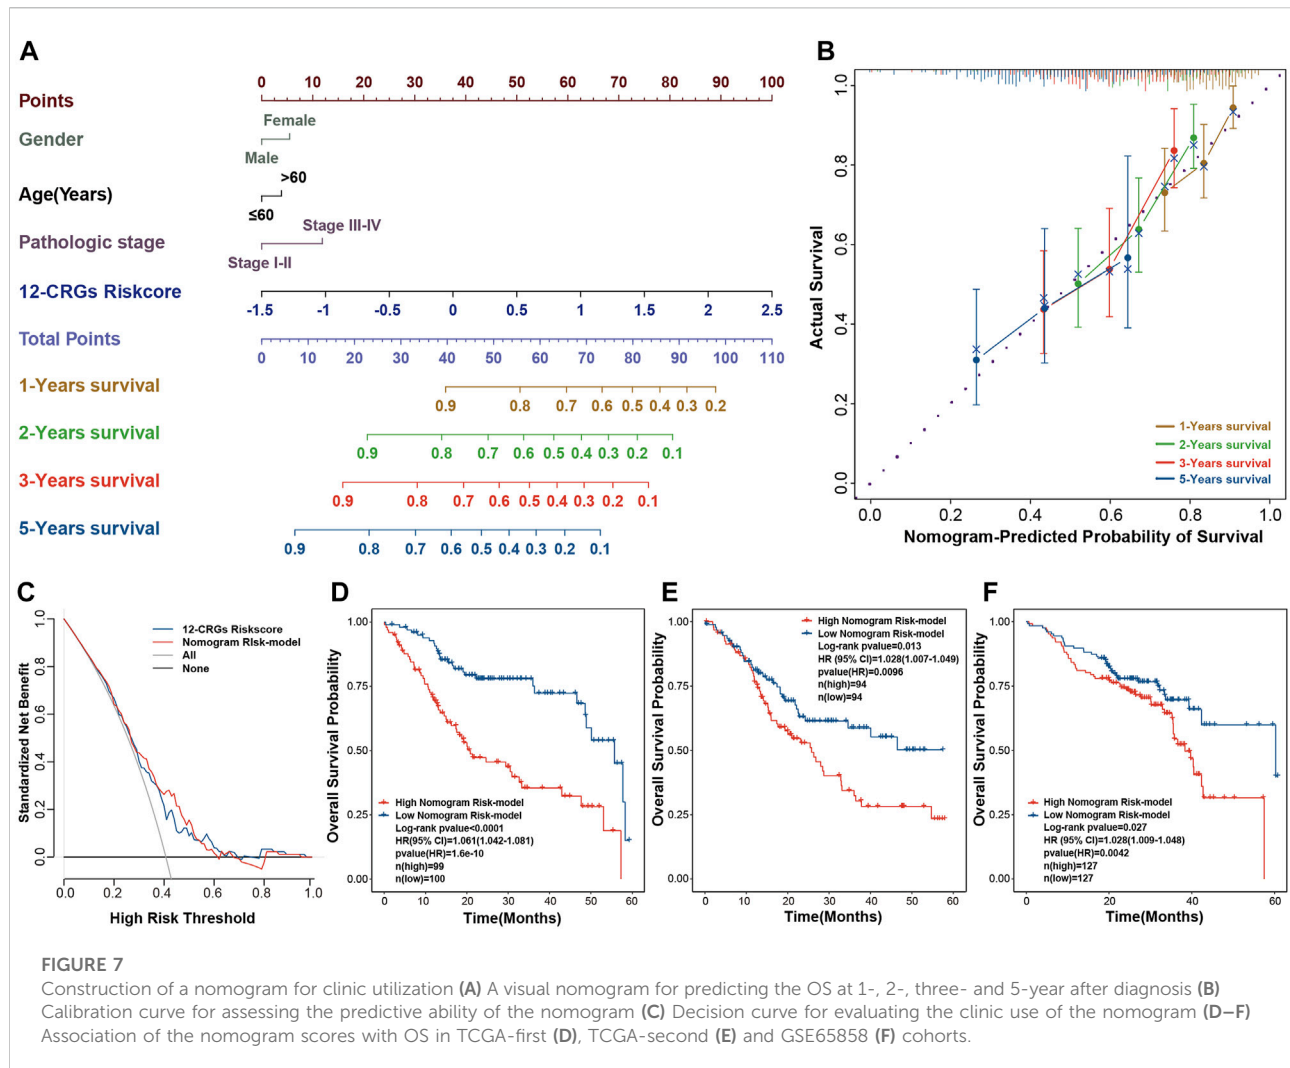 A
Points
0 10 20 30 40 50 60 70 80 90 100
Gender
Female
Male
Age(Years)
>60
≤60
Pathologic stage
Stage III-IV
Stage I-II
12-CRGs Riskcore
-1.5 -1 -0.5 0 0.5 1 1.5 2 2.5
Total Points
0 10 20 30 40 50 60 70 80 90 100 110
1-Years survival
0.9 0.8 0.7 0.6 0.5 0.4 0.3 0.2
2-Years survival
0.9 0.8 0.7 0.6 0.5 0.4 0.3 0.2 0.1
3-Years survival
0.9 0.8 0.7 0.6 0.5 0.4 0.3 0.2 0.1
5-Years survival
0.9 0.8 0.7 0.6 0.5 0.4 0.3 0.2 0.1
B
Actual Survival
1.0
0.8
0.6
0.4
0.2
0.0
1-Years survival
2-Years survival
3-Years survival
5-Years survival
0.0 0.2 0.4 0.6 0.8 1.0
Nomogram-Predicted Probability of Survival
C
Standardized Net Benefit
1.0
0.8
0.6
0.4
0.2
0.0
12-CRGs Riskscore
Nomogram RIsk-model
All
None
0.0 0.2 0.4 0.6 0.8 1.0
High Risk Threshold
D
Overall Survival Probability
1.00
0.75
0.50
0.25
0.00
High Nomogram Risk-model
Low Nomogram Risk-model
Log-rank pvalue<0.0001
HR(95% CI)=1.061(1.042-1.081)
pvalue(HR)=1.6e-10
n(high)=99
n(low)=100
0 10 20 30 40 50 60
Time(Months)
E
Overall Survival Probability
1.00
0.75
0.50
0.25
0.00
High Nomogram Risk-model
Low Nomogram Risk-model
Log-rank pvalue=0.013
HR (95% CI)=1.028(1.007-1.049)
pvalue(HR)=0.0096
n(high)=94
n(low)=94
0 10 20 30 40 50 60
Time(Months)
F
Overall Survival Probability
1.00
0.75
0.50
0.25
0.00
High Nomogram Risk-model
Low Nomogram Risk-model
Log-rank pvalue=0.027
HR (95% CI)=1.028(1.009-1.048)
pvalue(HR)=0.0042
n(high)=127
n(low)=127
0 10 20 30 40 50 60
Time(Months)
FIGURE 7
Construction of a nomogram for clinic utilization (A) A visual nomogram for predicting the OS at 1-, 2-, three- and 5-year after diagnosis (B)
Calibration curve for assessing the predictive ability of the nomogram (C) Decision curve for evaluating the clinic use of the nomogram (D–F)
Association of the nomogram scores with OS in TCGA-first (D), TCGA-second (E) and GSE65858 (F) cohorts.